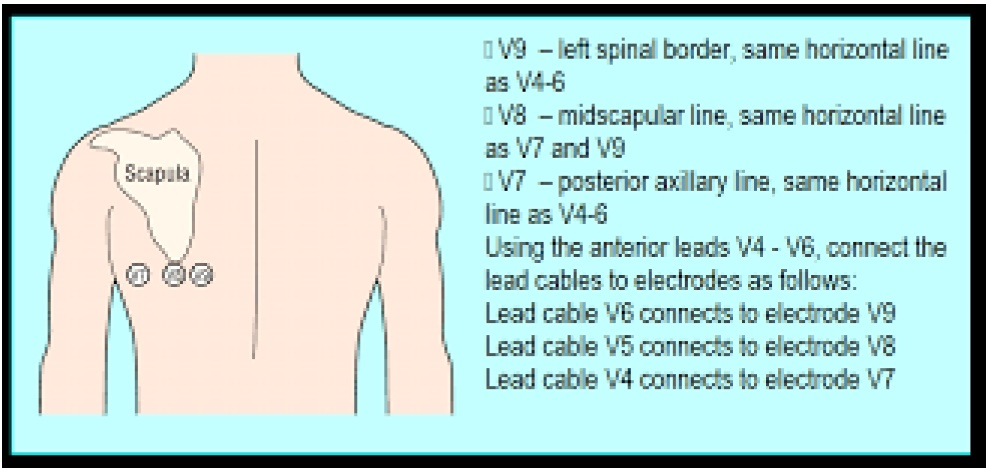 Scapula
V7 V8 V9
▯ V9 – left spinal border, same horizontal line
as V4-6
▯ V8 – midscapular line, same horizontal line
as V7 and V9
▯ V7 – posterior axillary line, same horizontal
line as V4-6
Using the anterior leads V4 - V6, connect the
lead cables to electrodes as follows:
Lead cable V6 connects to electrode V9
Lead cable V5 connects to electrode V8
Lead cable V4 connects to electrode V7